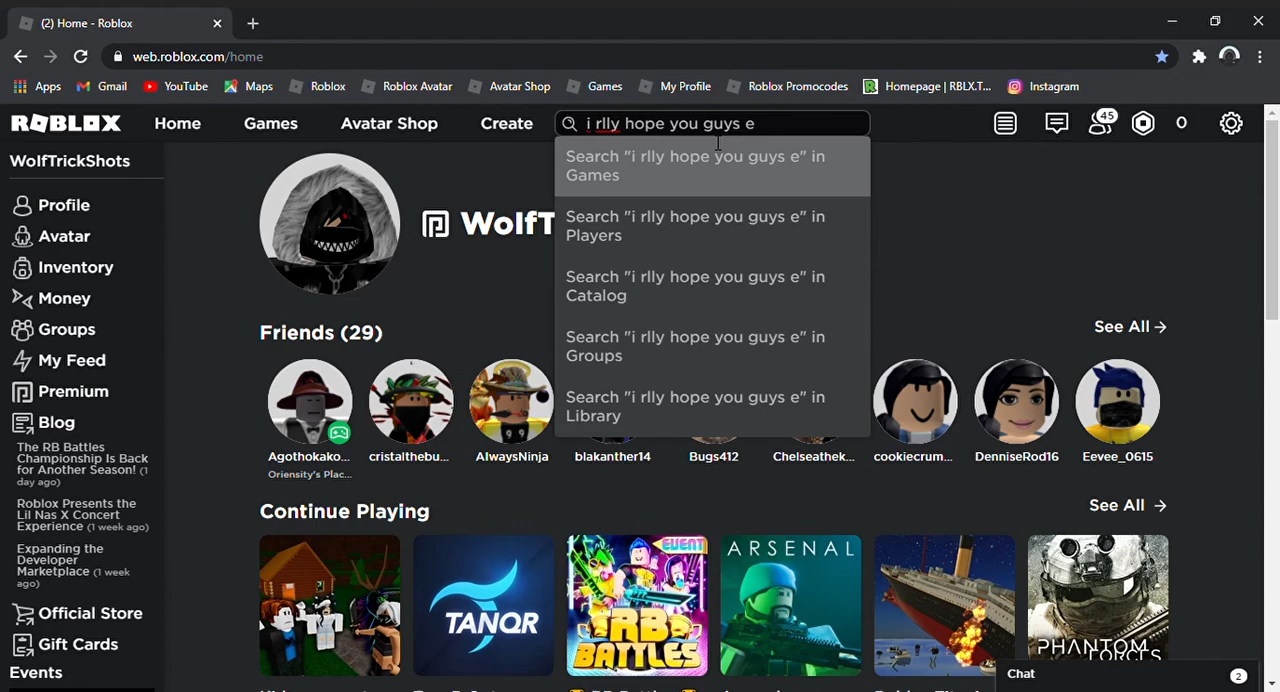 (2) Home - Roblox
web.roblox.com/home
Apps Gmail YouTube Maps Roblox Roblox Avatar Avatar Shop Games My Profile Roblox Promocodes Homepage | RBLX.T... Instagram
ROBLOX Home Games Avatar Shop Create i rlly hope you guys e 45 0
Search "i rlly hope you guys e" in
Games
Search "i rlly hope you guys e" in
Players
Search "i rlly hope you guys e" in
Catalog
Search "i rlly hope you guys e" in
Groups
Search "i rlly hope you guys e" in
Library
WolfTrickShots
Profile
Avatar
Inventory
Money
Groups
My Feed
Premium
Blog
The RB Battles
Championship Is Back
for Another Season! (1
day ago)
Roblox Presents the
Lil Nas X Concert
Experience (1 week ago)
Expanding the
Developer
Marketplace (1 week
ago)
Official Store
Gift Cards
Events
WolfT
Friends (29) See All
Agothokako... cristalthebu... AlwaysNinja blakanther14 Bugs412 Chelseathek... cookiecrum... DenniseRod16 Eevee_0615
Oriensity's Plac...
Continue Playing See All
TANQR
EVENT
RB
BATTLES
ARSENAL
PHANTOM
FORCES
Chat 2